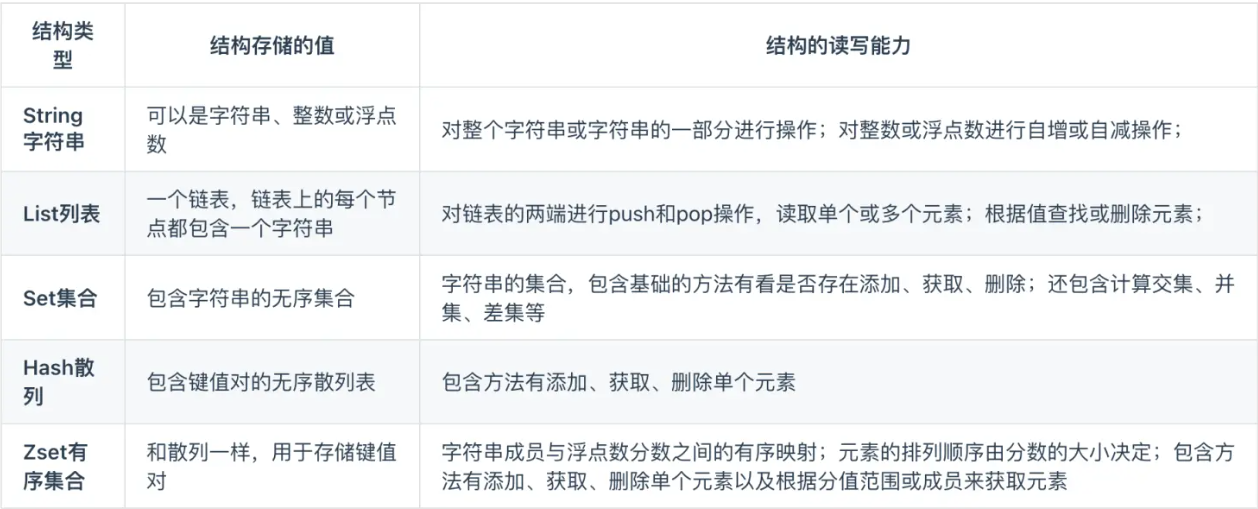 结构类
型
结构存储的值
结构的读写能力
String
字符串
可以是字符串、整数或浮点
数
对整个字符串或字符串的一部分进行操作；对整数或浮点数进行自增或自减操作；
List列表
一个链表，链表上的每个节
点都包含一个字符串
对链表的两端进行push和pop操作，读取单个或多个元素；根据值查找或删除元素；
Set集合
包含字符串的无序集合
字符串的集合，包含基础的方法有看是否存在添加、获取、删除；还包含计算交集、并
集、差集等
Hash散
列
包含键值对的无序散列表
包含方法有添加、获取、删除单个元素
Zset有
序集合
和散列一样，用于存储键值
对
字符串成员与浮点数分数之间的有序映射；元素的排列顺序由分数的大小决定；包含方
法有添加、获取、删除单个元素以及根据分值范围或成员来获取元素